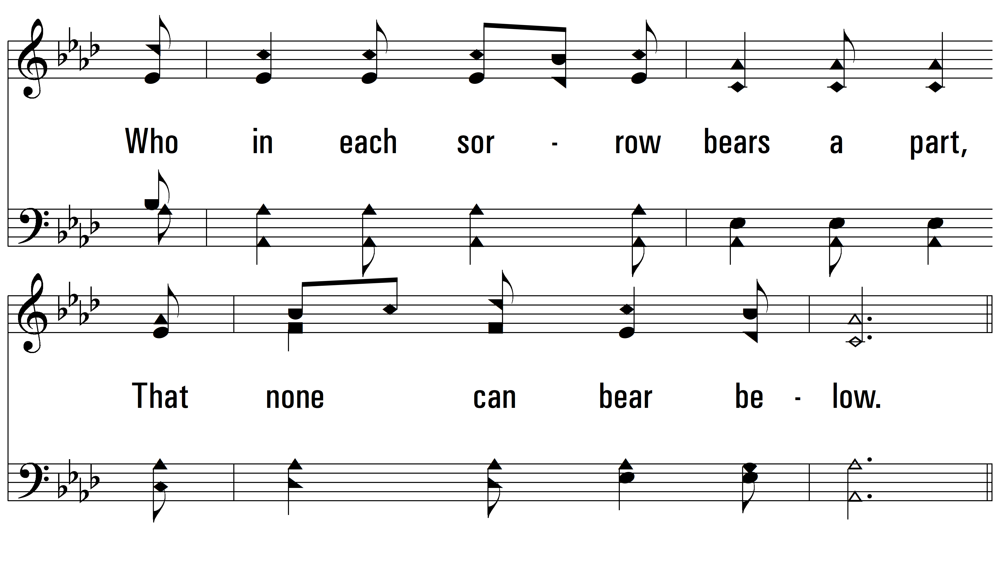 Who in each sor - row bears a part,
That none can bear be - low.